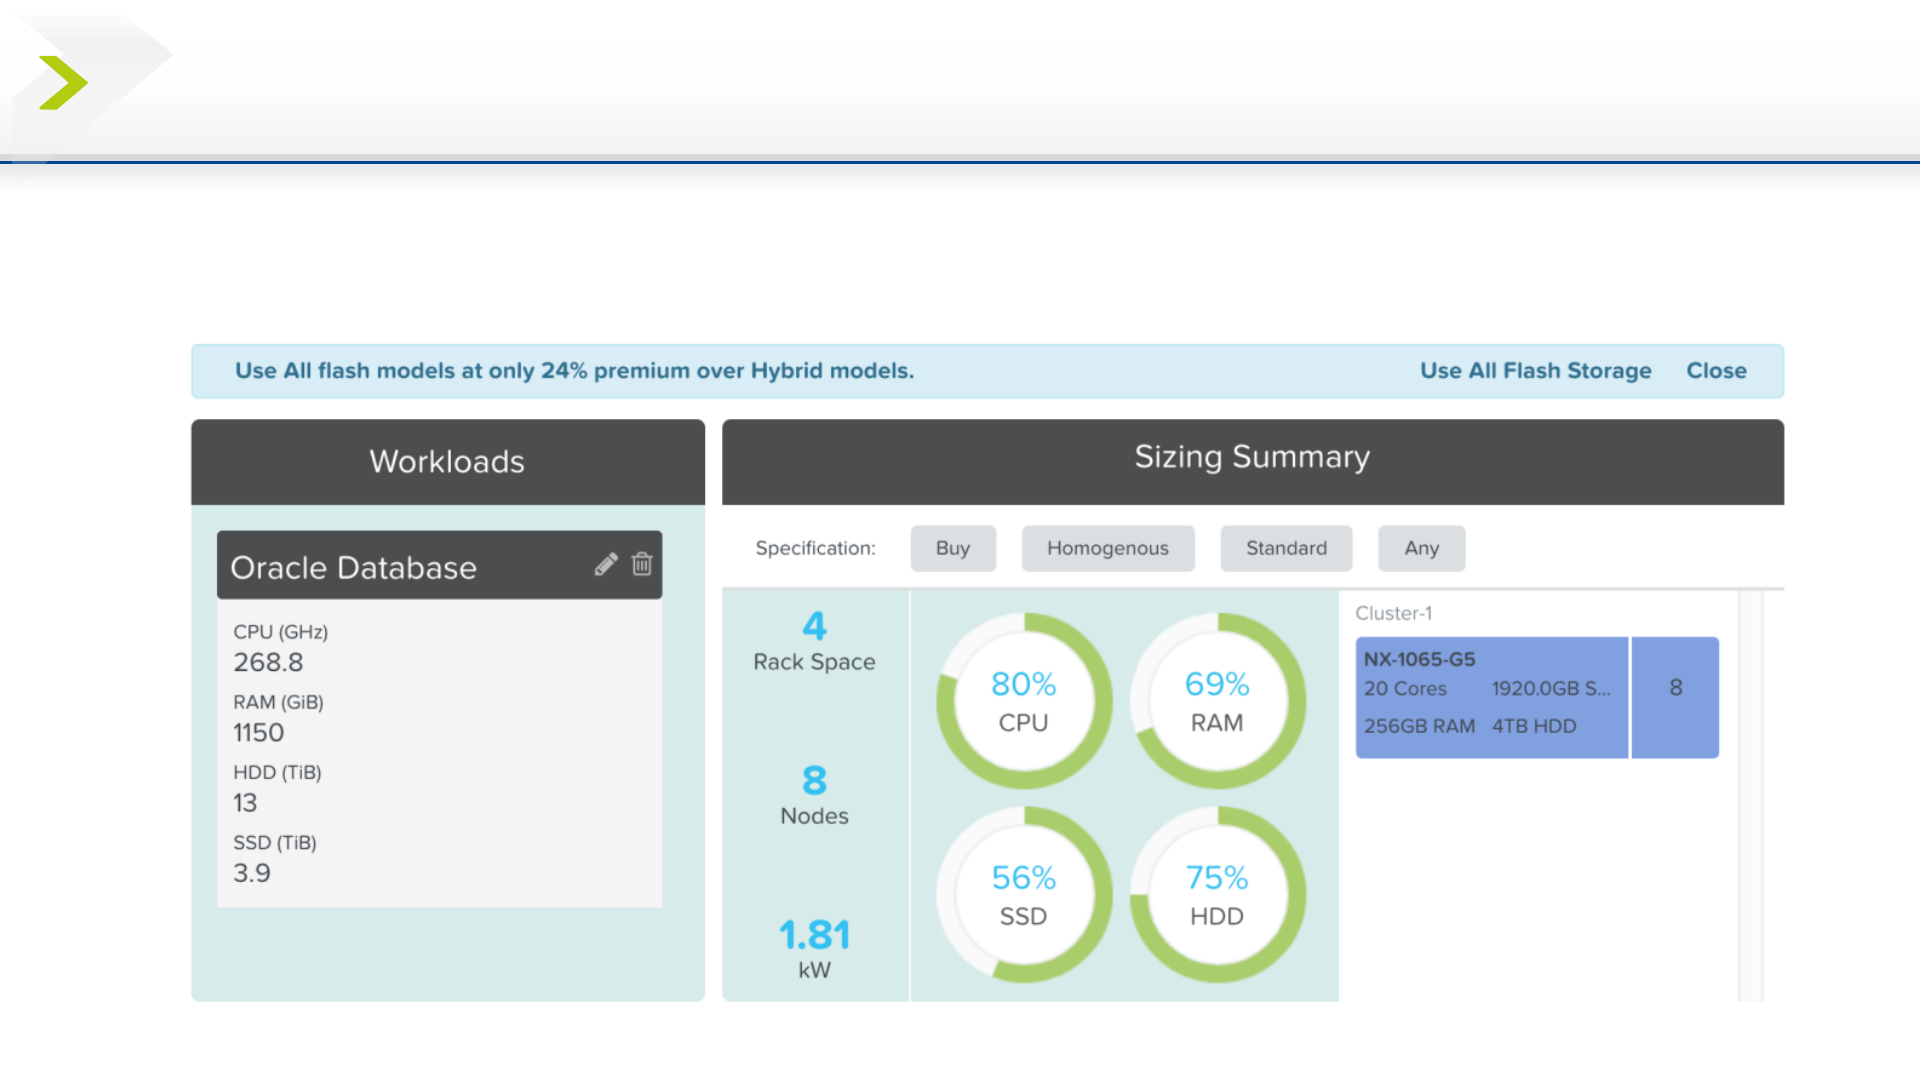 Use All flash models at only 24% premium over Hybrid models.
Use All Flash Storage
Close
Workloads
Oracle Database
CPU (GHz)
268.8
RAM (GiB)
1150
HDD (TiB)
13
SSD (TiB)
3.9
Sizing Summary
Specification:
Buy
Homogenous
Standard
Any
4
Rack Space
8
Nodes
1.81
kW
80%
CPU
69%
RAM
56%
SSD
75%
HDD
Cluster-1
NX-1065-G5
20 Cores 1920.0GB S...
256GB RAM 4TB HDD
8